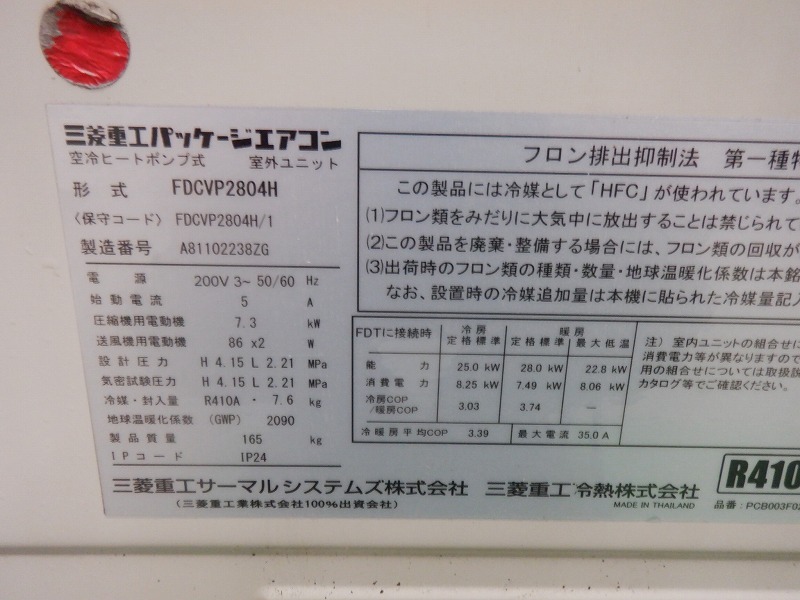 三菱重工パッケージエアコン
空冷ヒートポンプ式 室外ユニット
形式 FDCVP2804H
〈保守コード〉 FDCVP2804H/1
製造番号 A81102238ZG
電源 200V 3~ 50/60 Hz
始動電流 5 A
圧縮機用電動機 7.3 kW
送風機用電動機 86 x2 W
設計圧力 H 4.15 L 2.21 MPa
気密試験圧力 H 4.15 L 2.21 MPa
冷媒・封入量 R410A ・ 7.6 kg
地球温暖化係数 (GWP) 2090
製品質量 165 kg
IPコード IP24
フロン排出抑制法 第一種特
この製品には冷媒として「HFC」が使われています。
(1)フロン類をみだりに大気中に放出することは禁じられて
(2)この製品を廃棄・整備する場合には、フロン類の回収が
(3)出荷時のフロン類の種類・数量・地球温暖化係数は本銘
なお、設置時の冷媒追加量は本機に貼られた冷媒量記入
FDTに接続時 冷房 暖房
定格標準 定格標準 最大低温
能力 25.0 kW 28.0 kW 22.8 kW
消費電力 8.25 kW 7.49 kW 8.06 kW
冷房COP/暖房COP 3.03 3.74 —
冷暖房平均COP 3.39 最大電流 35.0A
注) 室内ユニットの組合せに
消費電力等が異なりますので
用の組合せについては取扱説
カタログ等でご確認ください。
三菱重工サーマルシステムズ株式会社 三菱重工冷熱株式会社
(三菱重工業株式会社100%出資会社)
MADE IN THAILAND
R410
品番:PCB003F02